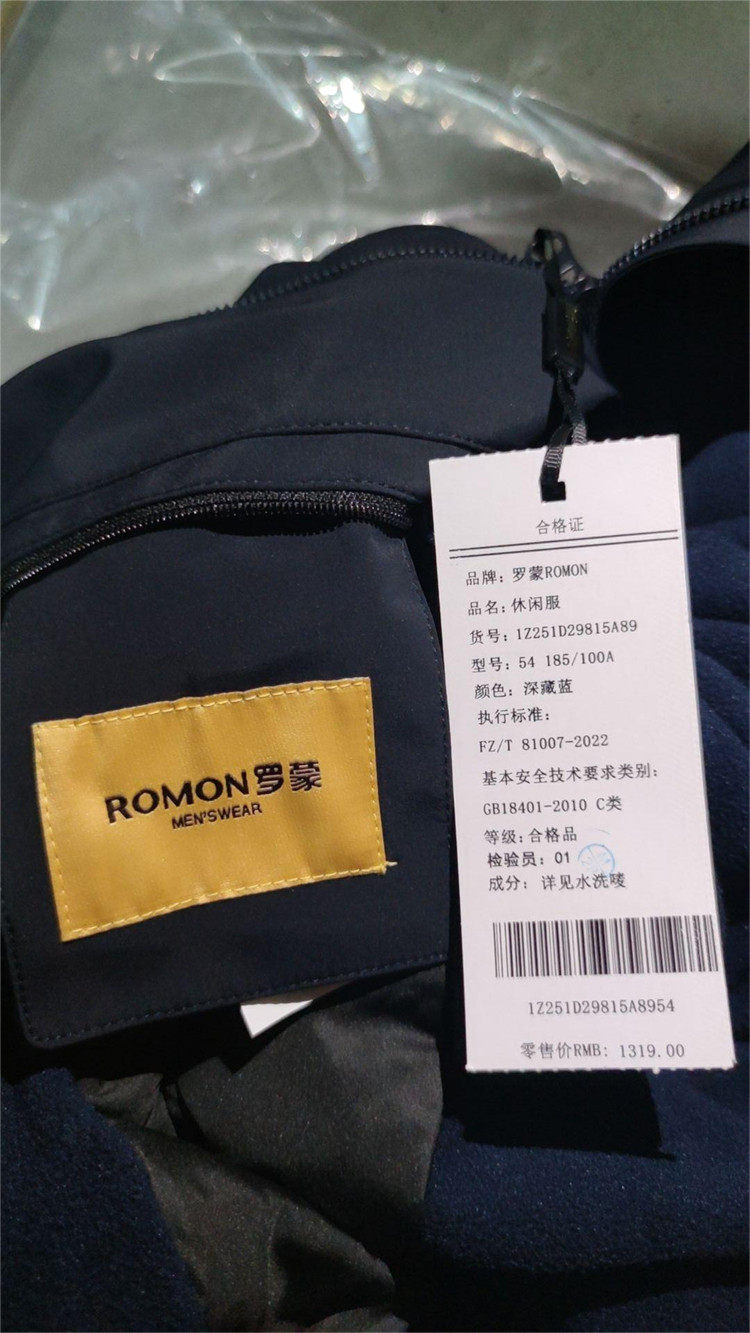 合格证
品牌: 罗蒙ROMON
品名: 休闲服
货号: 1Z251D29815A89
型号: 54 185/100A
颜色: 深藏蓝
执行标准:
FZ/T 81007-2022
基本安全技术要求类别:
GB18401-2010 C类
等级: 合格品
检验员: 01
成分: 详见水洗唛
1Z251D29815A8954
零售价RMB: 1319.00
ROMON罗蒙
MEN'SWEAR